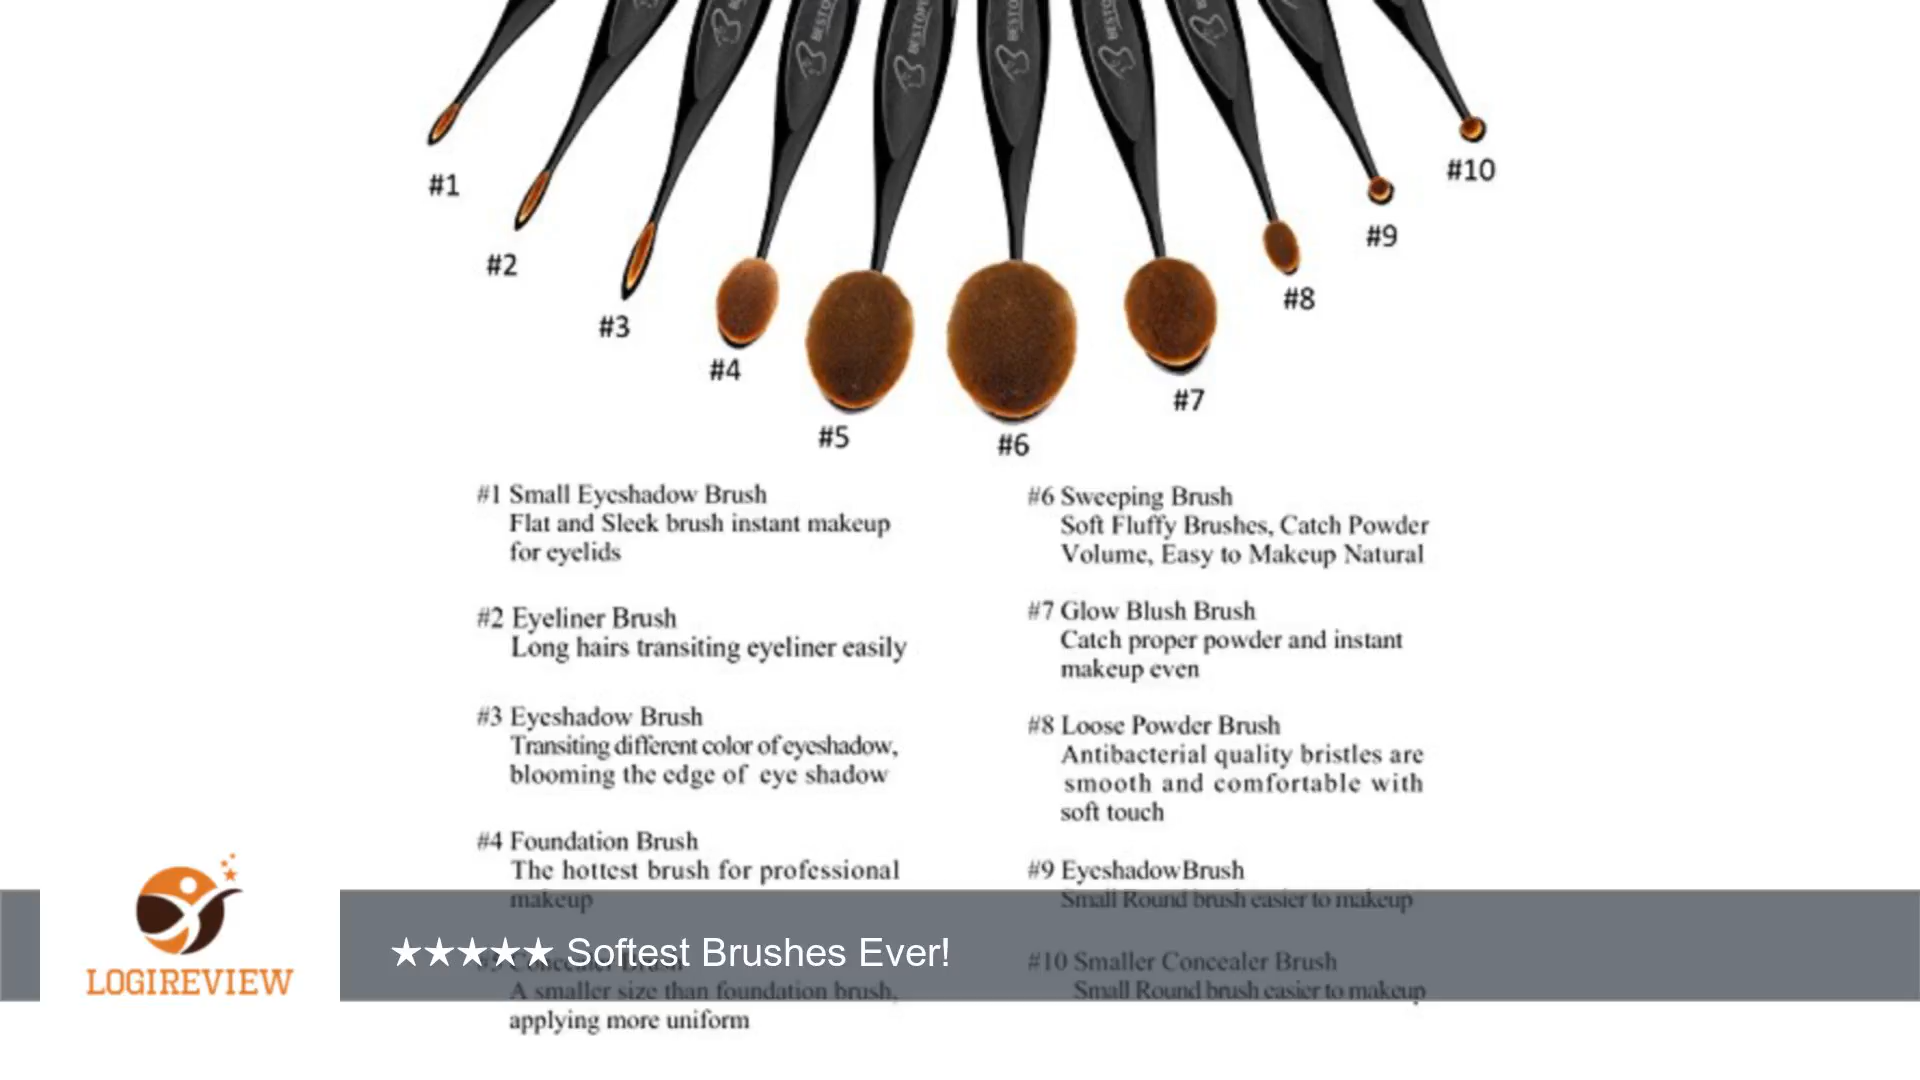 BESTOPE
BESTOPE
#1
#2
#3
#4
#5
#6
#7
#8
#9
#10
#1 Small Eyeshadow Brush
Flat and Sleek brush instant makeup
for eyelids
#2 Eyeliner Brush
Long hairs transiting eyeliner easily
#3 Eyeshadow Brush
Transiting different color of eyeshadow,
blooming the edge of eye shadow
#4 Foundation Brush
The hottest brush for professional
makeup
#5 Concealer Brush
A smaller size than foundation brush,
applying more uniform
#6 Sweeping Brush
Soft Fluffy Brushes, Catch Powder
Volume, Easy to Makeup Natural
#7 Glow Blush Brush
Catch proper powder and instant
makeup even
#8 Loose Powder Brush
Antibacterial quality bristles are
smooth and comfortable with
soft touch
#9 EyeshadowBrush
Small Round brush easier to makeup
#10 Smaller Concealer Brush
Small Round brush easier to makeup
★★★★★ Softest Brushes Ever!
LOGIREVIEW